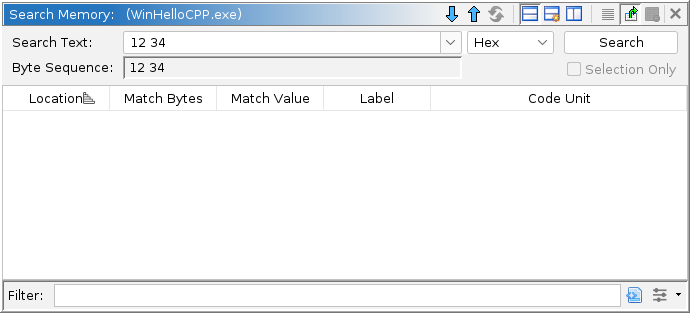 Search Memory: (WinHelloCPP.exe)
Search Text: 12 34 Hex Search
Byte Sequence: 12 34 Selection Only
Location Match Bytes Match Value Label Code Unit
Filter: